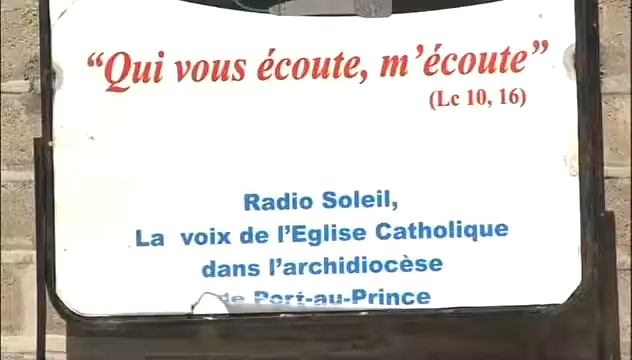 “Qui vous écoute, m’écoute”
(Lc 10, 16)
Radio Soleil,
La voix de l’Eglise Catholique
dans l’archidiocèse
de Port-au-Prince